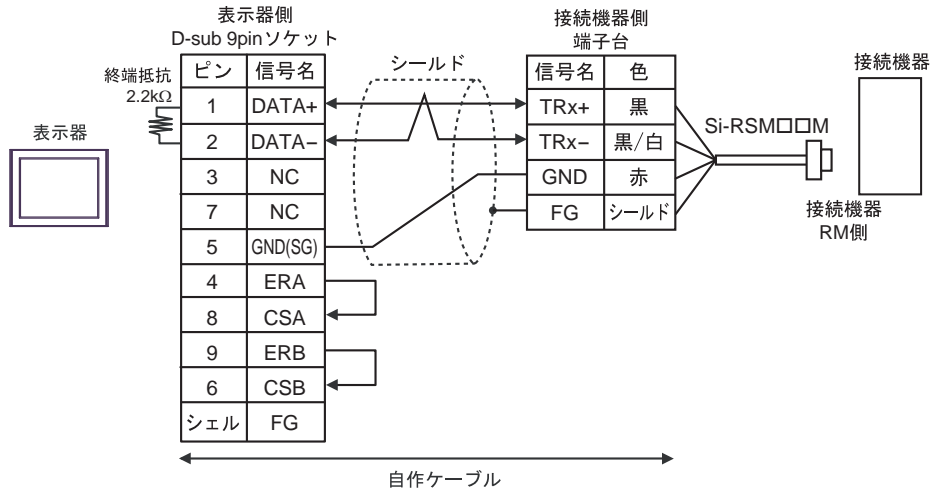 表示器側
D-sub 9pinソケット
接続機器側
端子台
接続機器
終端抵抗
2.2kΩ
表示器
ピン 信号名
1 DATA+
2 DATA−
3 NC
7 NC
5 GND(SG)
4 ERA
8 CSA
9 ERB
6 CSB
シェル FG
シールド
信号名 色
TRx+ 黒
TRx− 黒/白
GND 赤
FG シールド
Si-RSM□□M
接続機器
RM側
自作ケーブル